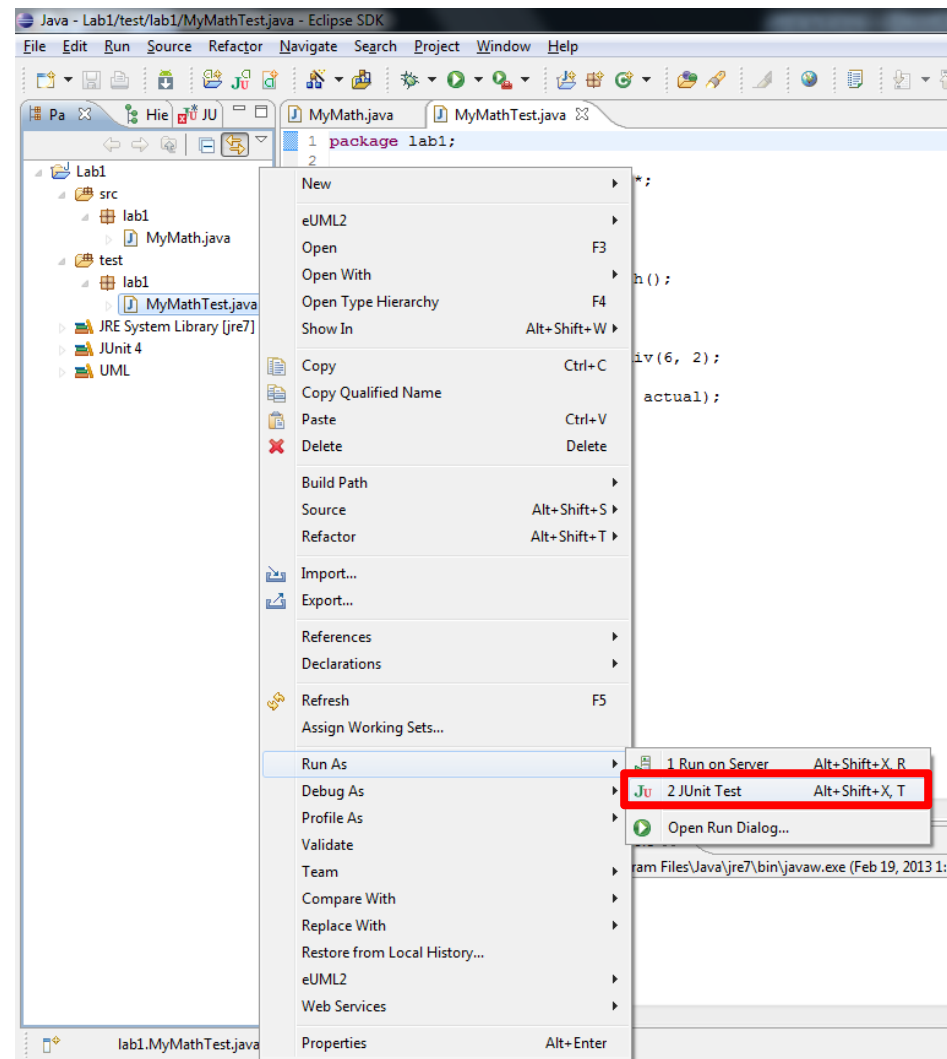 Java - Lab1/test/lab1/MyMathTest.java - Eclipse SDK
File Edit Run Source Refactor Navigate Search Project Window Help
Pa Hie JU MyMath.java MyMathTest.java
1 package lab1;
2
Lab1
src
lab1
MyMath.java
test
lab1
MyMathTest.java
JRE System Library [jre7]
JUnit 4
UML
*;
h();
iv(6, 2);
actual);
New
eUML2
Open F3
Open With
Open Type Hierarchy F4
Show In Alt+Shift+W
Copy Ctrl+C
Copy Qualified Name
Paste Ctrl+V
Delete Delete
Build Path
Source Alt+Shift+S
Refactor Alt+Shift+T
Import...
Export...
References
Declarations
Refresh F5
Assign Working Sets...
Run As
Debug As
Profile As
Validate
Team
Compare With
Replace With
Restore from Local History...
eUML2
Web Services
Properties Alt+Enter
1 Run on Server Alt+Shift+X, R
Ju 2 JUnit Test Alt+Shift+X, T
Open Run Dialog...
ram Files\Java\jre7\bin\javaw.exe (Feb 19, 2013 1:
lab1.MyMathTest.java